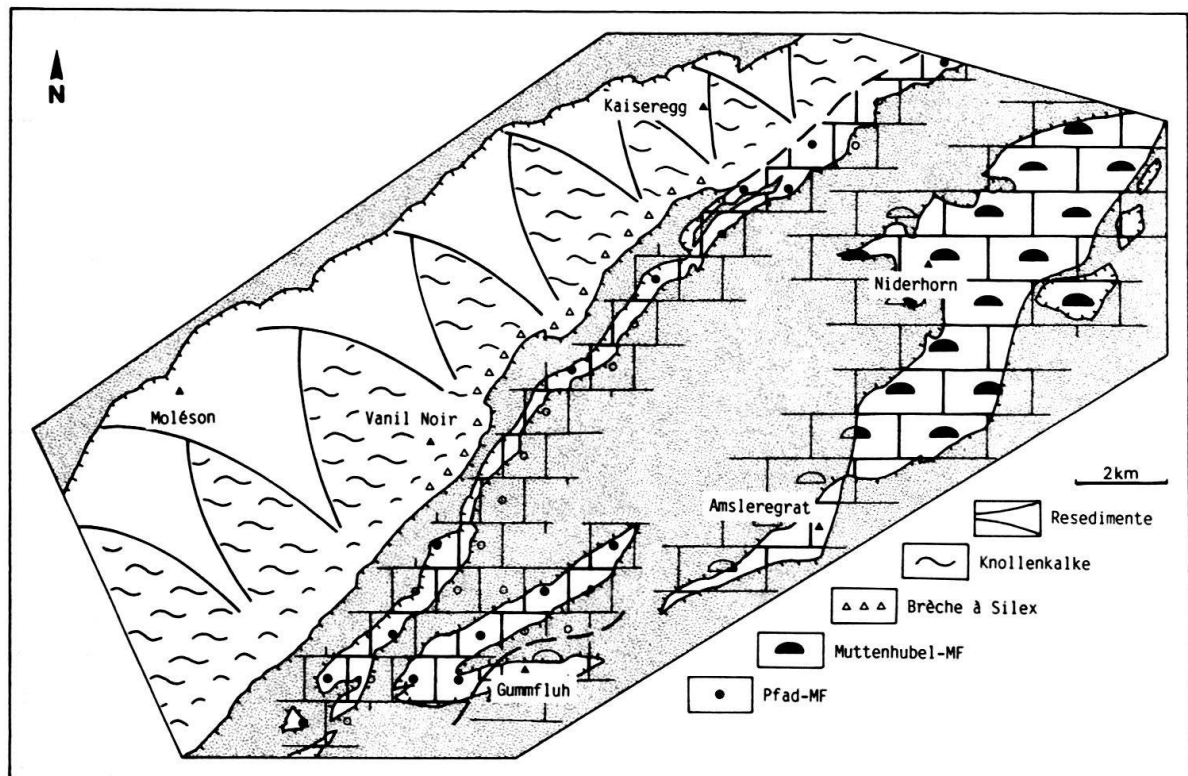 N
Kaiseregg
Niderhorn
Moléson
Vanil Noir
2km
Amsleregrat
Resedimente
Knollenkalke
Brèche à Silex
Muttenhubel-MF
Gummfluh
Pfad-MF